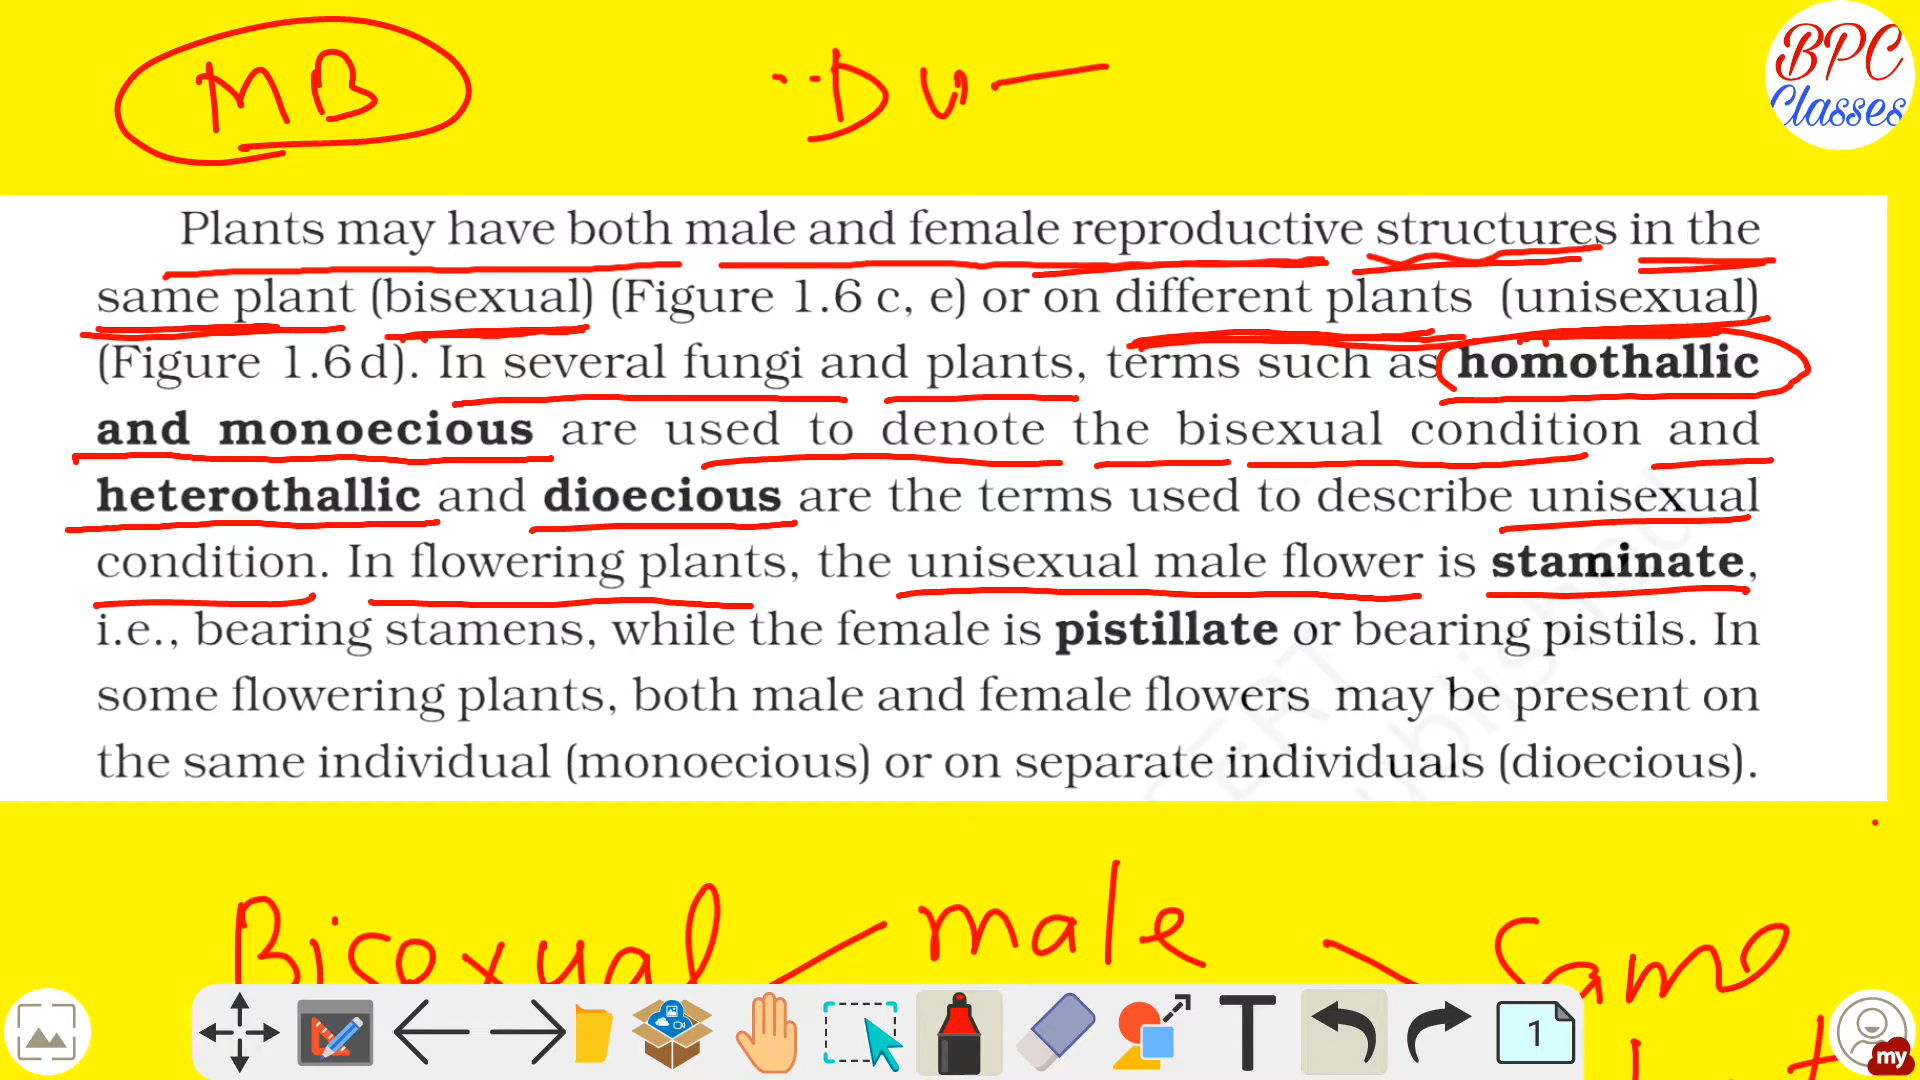 MB
DU
BPC
Classes
Plants may have both male and female reproductive structures in the
same plant (bisexual) (Figure 1.6 c, e) or on different plants (unisexual)
(Figure 1.6 d). In several fungi and plants, terms such as homothallic
and monoecious are used to denote the bisexual condition and
heterothallic and dioecious are the terms used to describe unisexual
condition. In flowering plants, the unisexual male flower is staminate,
i.e., bearing stamens, while the female is pistillate or bearing pistils. In
some flowering plants, both male and female flowers may be present on
the same individual (monoecious) or on separate individuals (dioecious).
Bisexual male Same
T
1
my